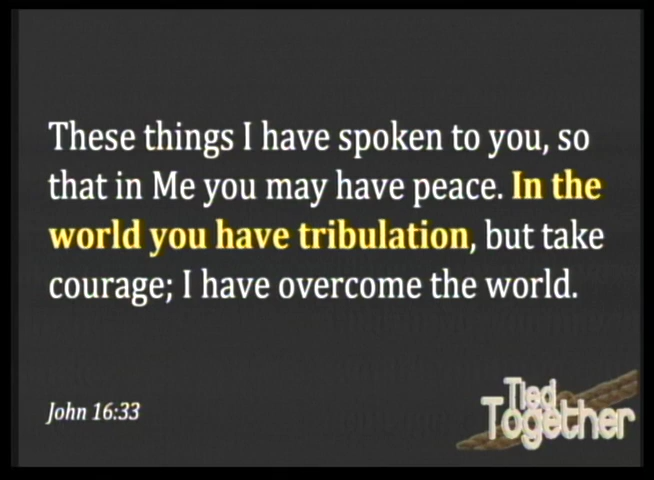 These things I have spoken to you, so
that in Me you may have peace. In the
world you have tribulation, but take
courage; I have overcome the world.
John 16:33
Tied
Together